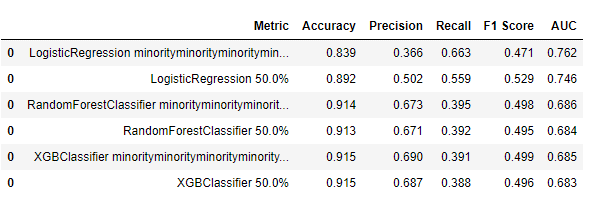 Metric Accuracy Precision Recall F1 Score AUC
0 LogisticRegression minorityminorityminoritymin... 0.839 0.366 0.663 0.471 0.762
0 LogisticRegression 50.0% 0.892 0.502 0.559 0.529 0.746
0 RandomForestClassifier minorityminorityminorit... 0.914 0.673 0.395 0.498 0.686
0 RandomForestClassifier 50.0% 0.913 0.671 0.392 0.495 0.684
0 XGBClassifier minorityminorityminorityminority... 0.915 0.690 0.391 0.499 0.685
0 XGBClassifier 50.0% 0.915 0.687 0.388 0.496 0.683